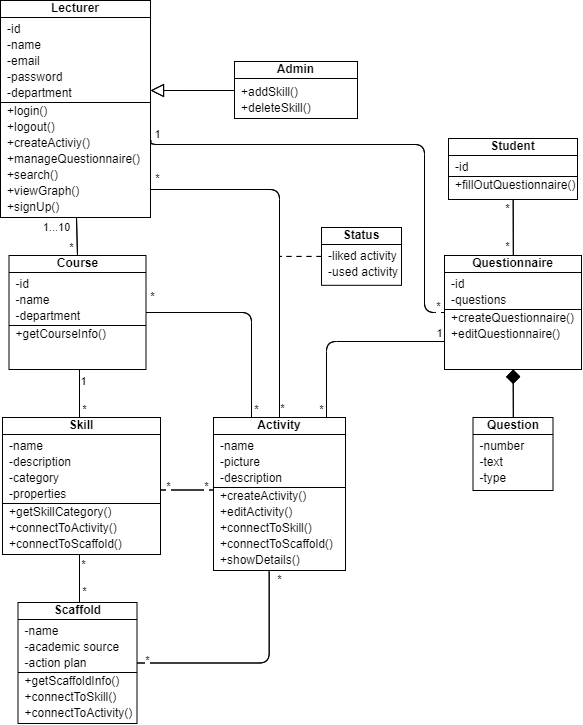 Lecturer
-id
-name
-email
-password
-department
+login()
+logout()
+createActiviy()
+manageQuestionnaire()
+search()
+viewGraph()
+signUp()
Admin
+addSkill()
+deleteSkill()
Student
-id
+fillOutQuestionnaire()
1
*
*
*
1...10
*
Status
-liked activity
-used activity
Course
-id
-name
-department
+getCourseInfo()
*
Questionnaire
-id
-questions
+createQuestionnaire()
+editQuestionnaire()
*
1
1
*
*
*
*
Skill
-name
-description
-category
-properties
+getSkillCategory()
+connectToActivity()
+connectToScaffold()
*
*
Activity
-name
-picture
-description
+createActivity()
+editActivity()
+connectToSkill()
+connectToScaffold()
+showDetails()
Question
-number
-text
-type
*
*
*
Scaffold
-name
-academic source
-action plan
+getScaffoldInfo()
+connectToSkill()
+connectToActivity()
*